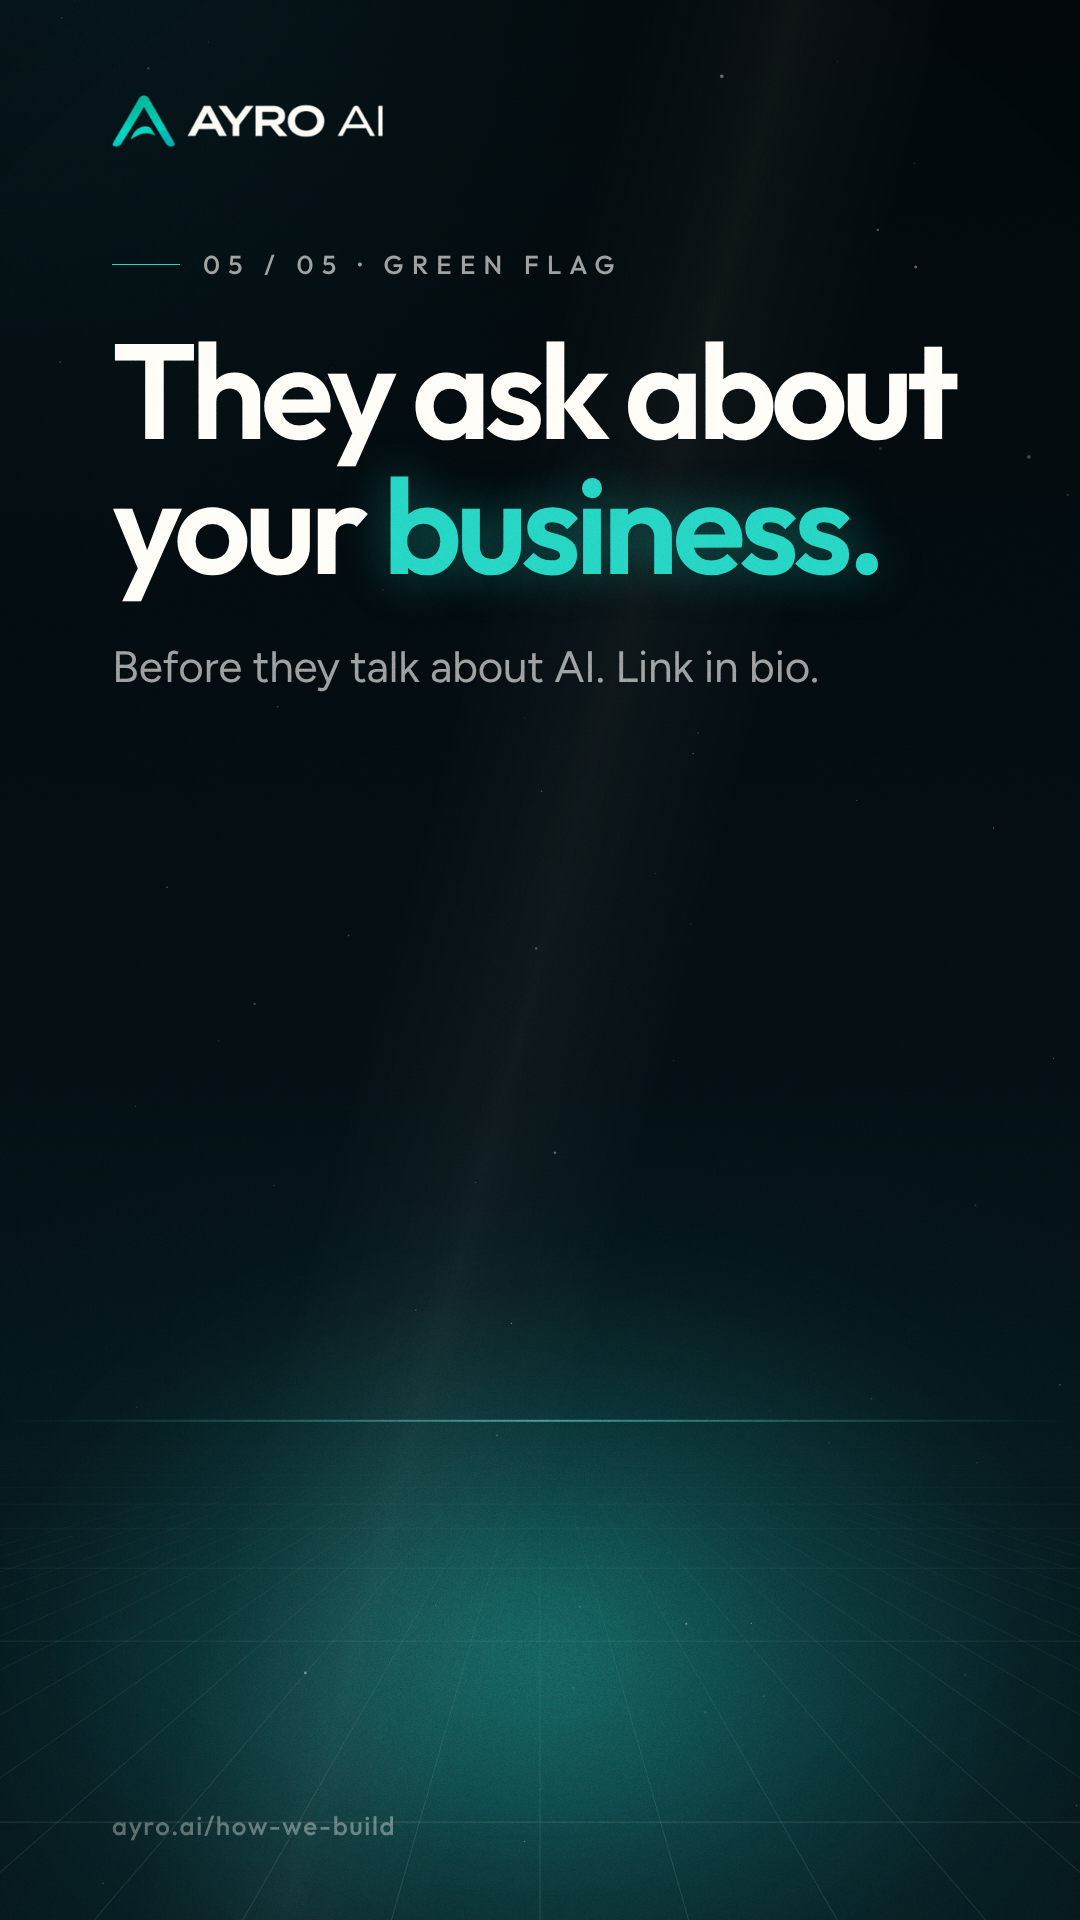 AYRO AI
05 / 05 · GREEN FLAG
They ask about
your business.
Before they talk about AI. Link in bio.
ayro.ai/how-we-build